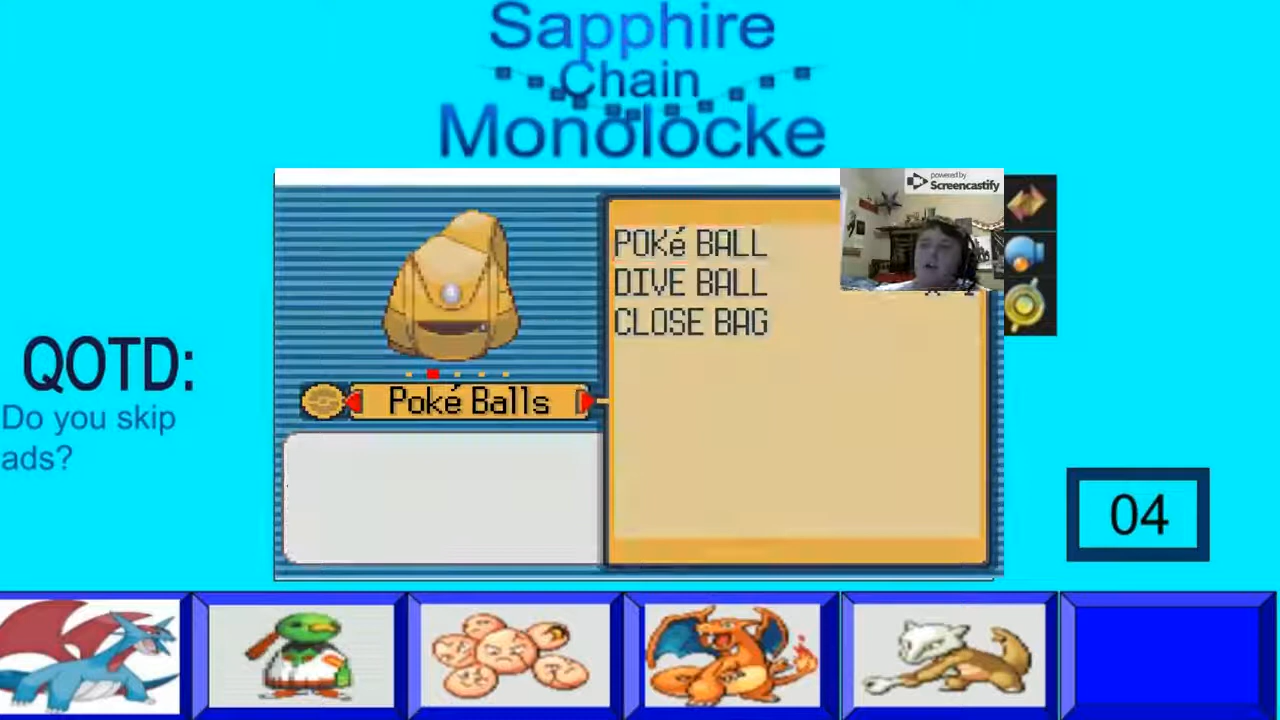 Sapphire
Chain
Monolocke
powered by
Screencastify
POKé BALL
DIVE BALL
CLOSE BAG
Poké Balls
QOTD:
Do you skip
ads?
04